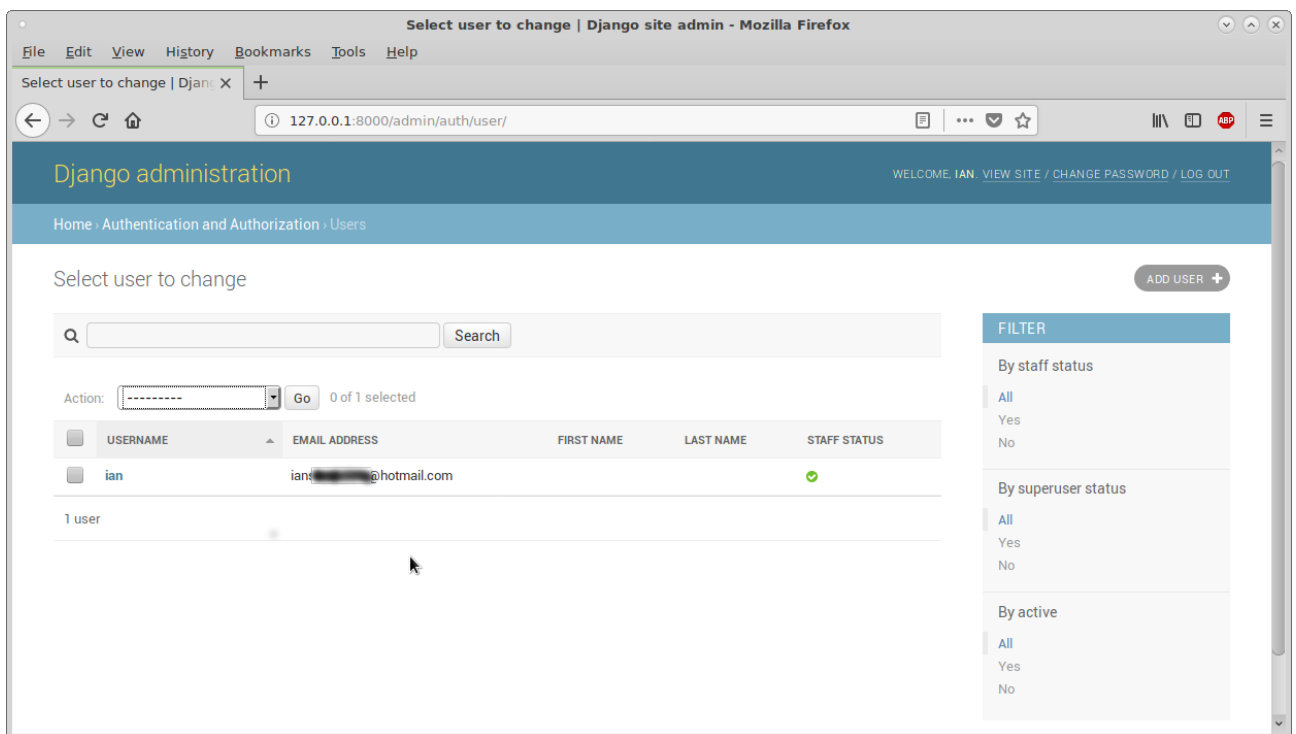 Select user to change | Django site admin - Mozilla Firefox
File Edit View History Bookmarks Tools Help
Select user to change | Djang
127.0.0.1:8000/admin/auth/user/
ABP
Django administration
WELCOME, IAN. VIEW SITE / CHANGE PASSWORD / LOG OUT
Home › Authentication and Authorization › Users
Select user to change
ADD USER +
Search
FILTER
By staff status
All
Yes
No
By superuser status
All
Yes
No
By active
All
Yes
No
Action: --------- Go 0 of 1 selected
USERNAME EMAIL ADDRESS FIRST NAME LAST NAME STAFF STATUS
ian @hotmail.com
1 user